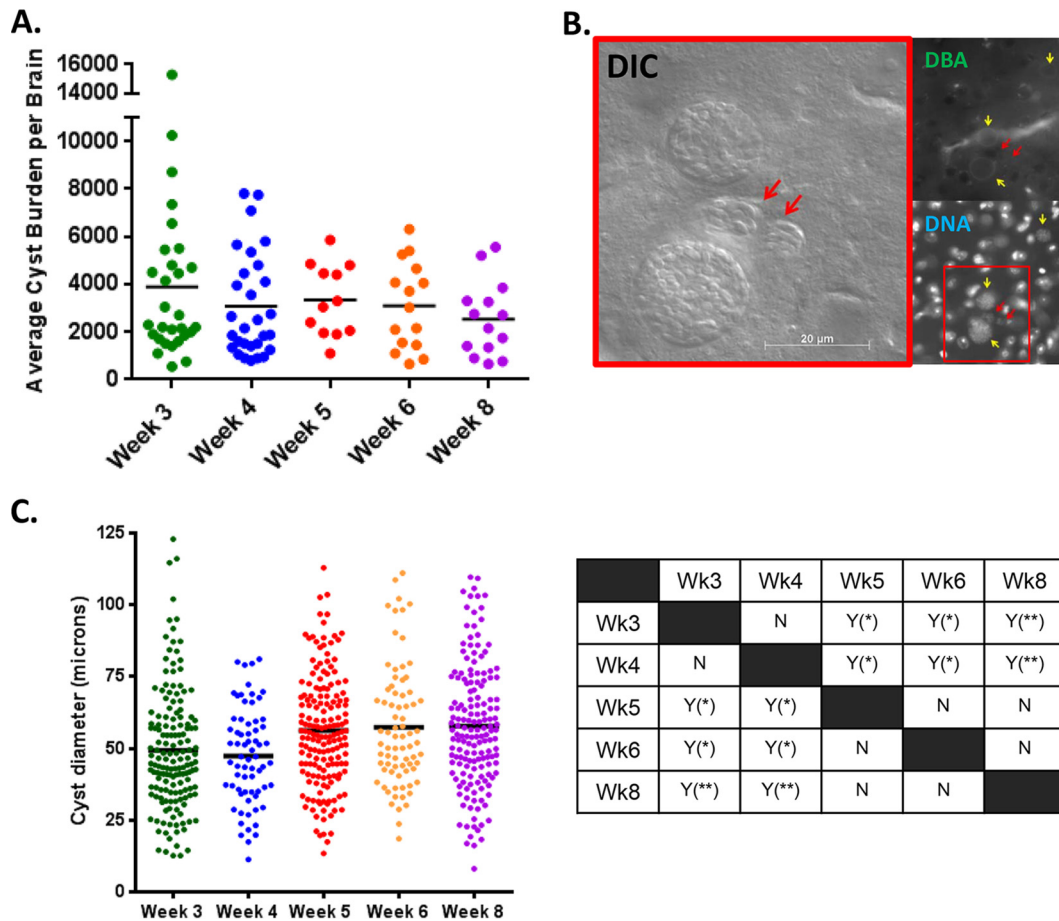 A.
Average Cyst Burden per Brain
16000
14000
10000
8000
6000
4000
2000
0
Week 3
Week 4
Week 5
Week 6
Week 8
B.
DIC
20 µm
DBA
DNA
C.
Cyst diameter (microns)
125
100
75
50
25
0
Week 3
Week 4
Week 5
Week 6
Week 8
Wk3 Wk4 Wk5 Wk6 Wk8
Wk3 N Y(*) Y(*) Y(**)
Wk4 N Y(*) Y(*) Y(**)
Wk5 Y(*) Y(*) N N
Wk6 Y(*) Y(*) N N
Wk8 Y(**) Y(**) N N